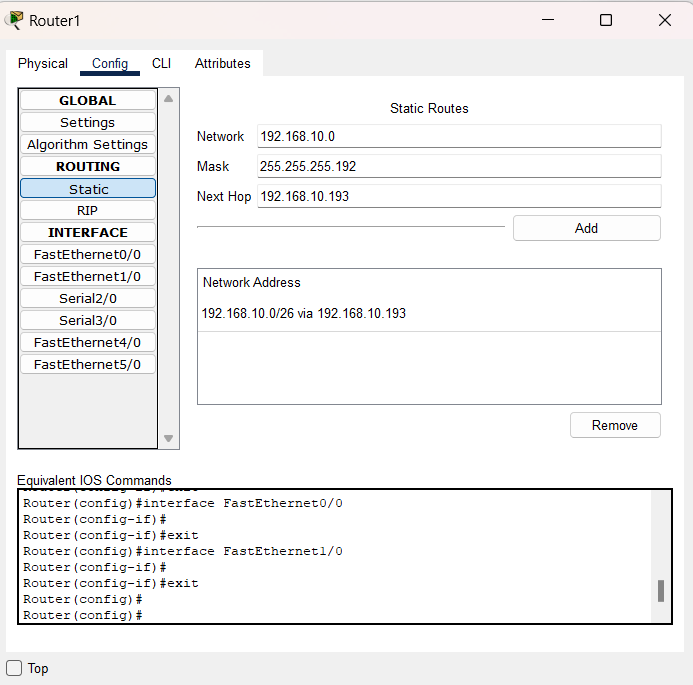 Router1
Physical Config CLI Attributes
GLOBAL
Settings
Algorithm Settings
ROUTING
Static
RIP
INTERFACE
FastEthernet0/0
FastEthernet1/0
Serial2/0
Serial3/0
FastEthernet4/0
FastEthernet5/0
Static Routes
Network 192.168.10.0
Mask 255.255.255.192
Next Hop 192.168.10.193
Add
Network Address
192.168.10.0/26 via 192.168.10.193
Remove
Equivalent IOS Commands
Router(config-if)#exit
Router(config)#interface FastEthernet0/0
Router(config-if)#
Router(config-if)#exit
Router(config)#interface FastEthernet1/0
Router(config-if)#
Router(config-if)#exit
Router(config)#
Router(config)#
Top